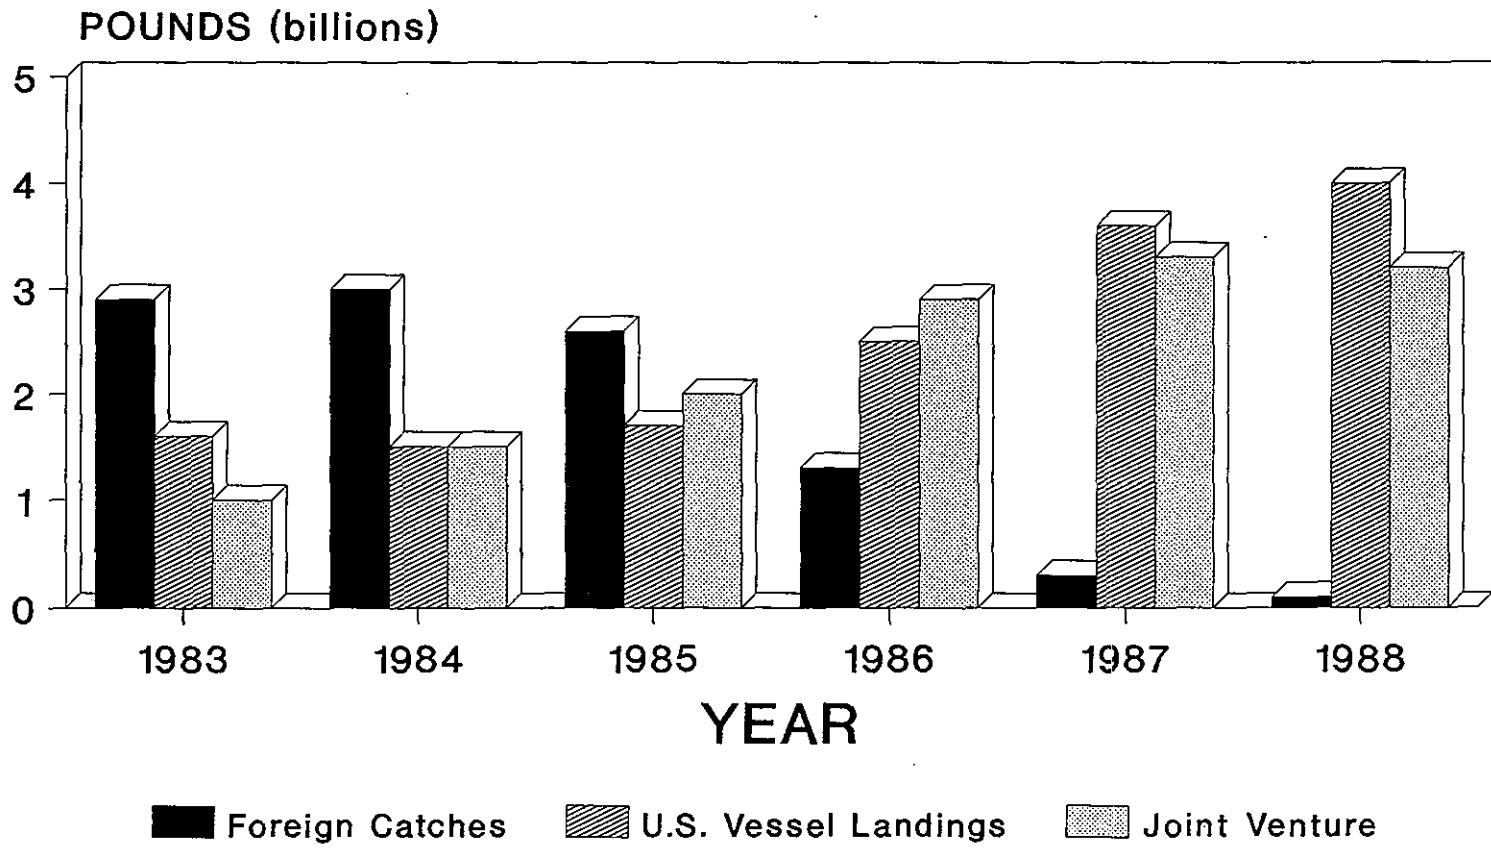 POUNDS (billions)
5
4
3
2
1
0
1983 1984 1985 1986 1987 1988
YEAR
Foreign Catches U.S. Vessel Landings Joint Venture